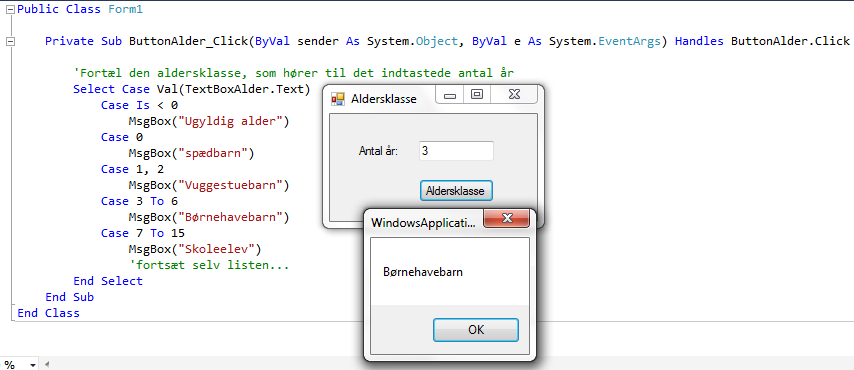 Public Class Form1
Private Sub ButtonAlder_Click(ByVal sender As System.Object, ByVal e As System.EventArgs) Handles ButtonAlder.Click
'Fortæl den aldersklasse, som hører til det indtastede antal år
Select Case Val(TextBoxAlder.Text)
Case Is < 0
MsgBox("Ugyldig alder")
Case 0
MsgBox("spædbarn")
Case 1, 2
MsgBox("Vuggestuebarn")
Case 3 To 6
MsgBox("Børnehavebarn")
Case 7 To 15
MsgBox("Skoleelev")
'fortsæt selv listen...
End Select
End Sub
End Class
Aldersklasse
Antal år: 3
Aldersklasse
WindowsApplicati...
Børnehavebarn
OK
%